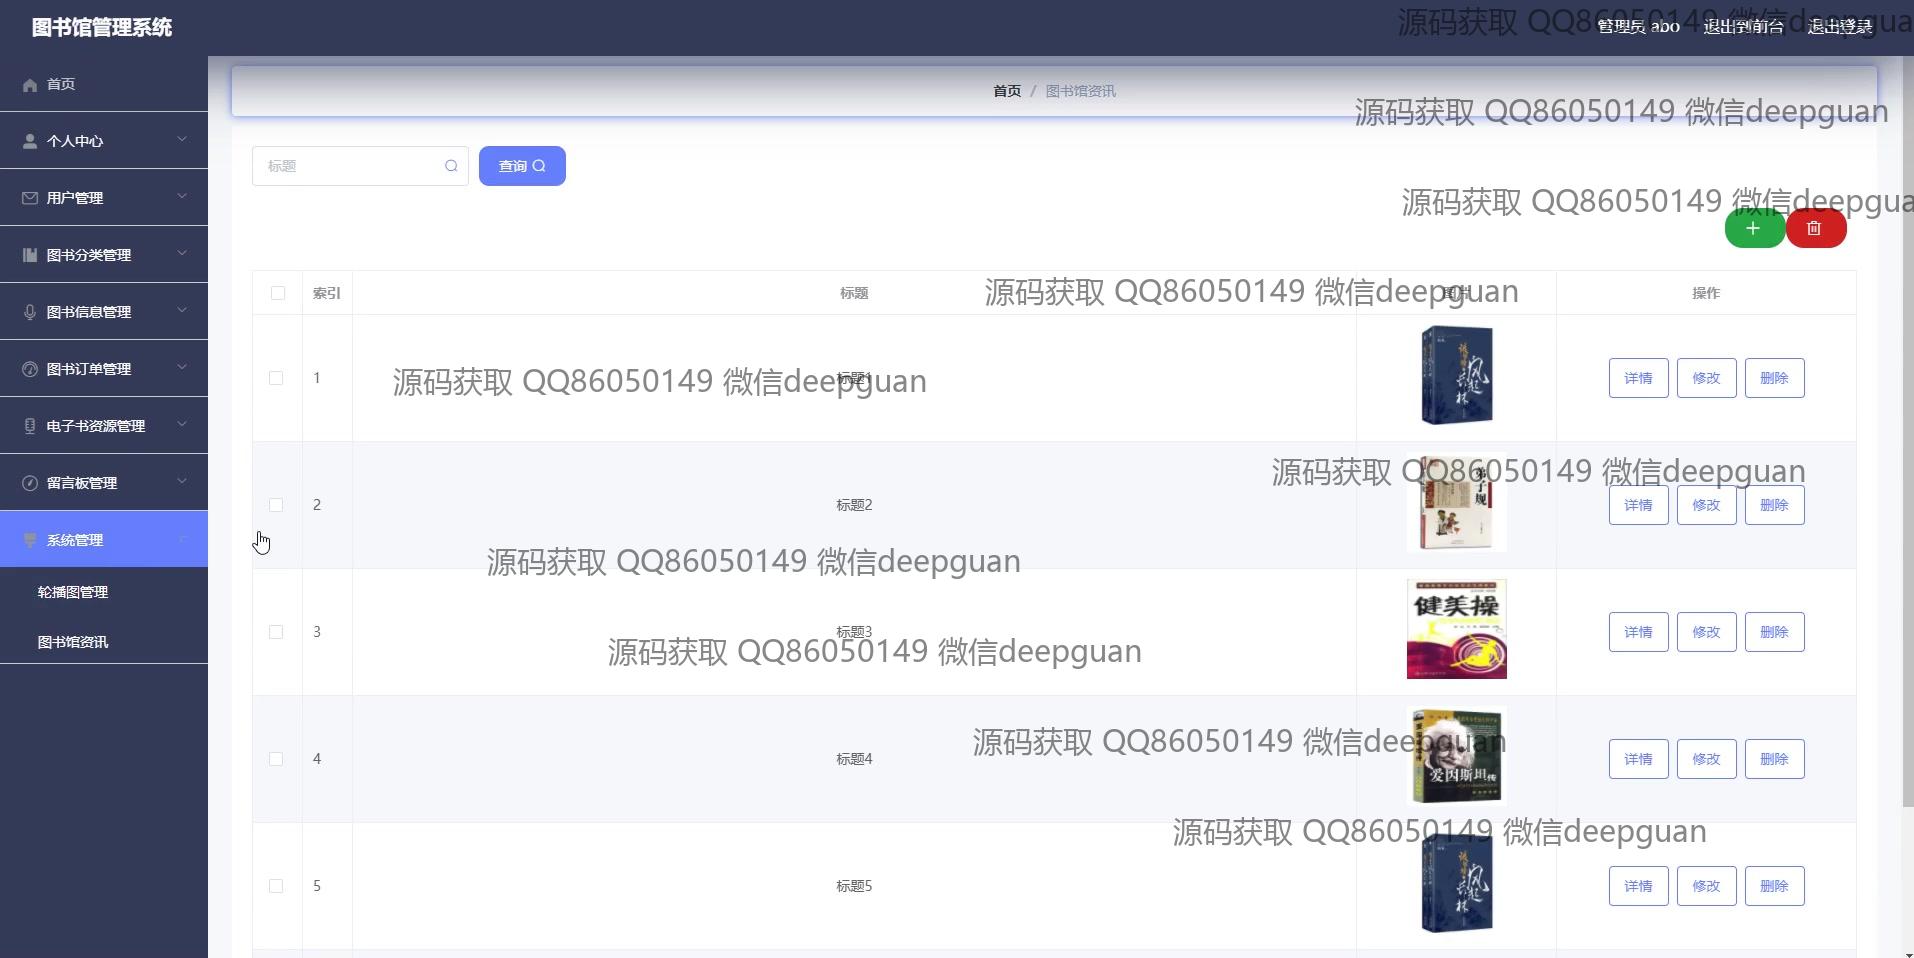 图书馆管理系统
源码获取 QQ86050149 微信deepgua
管理员 abo 退出到前台 退出登录
首页
首页 / 图书馆资讯
源码获取 QQ86050149 微信deepguan
个人中心
标题 查询
用户管理
源码获取 QQ86050149 微信deepgua
图书分类管理
索引 标题 图片 操作
源码获取 QQ86050149 微信deepguan
图书信息管理
图书订单管理
1 标题1 详情 修改 删除
源码获取 QQ86050149 微信deepguan
风起
林
电子书资源管理
源码获取 QQ86050149 微信deepguan
留言板管理
弟子规
2 标题2 详情 修改 删除
系统管理
源码获取 QQ86050149 微信deepguan
轮播图管理
健美操
3 标题3 详情 修改 删除
图书馆资讯
源码获取 QQ86050149 微信deepguan
源码获取 QQ86050149 微信deepguan
4 标题4 详情 修改 删除
爱因斯坦传
源码获取 QQ86050149 微信deepguan
5 标题5 详情 修改 删除
风起
林